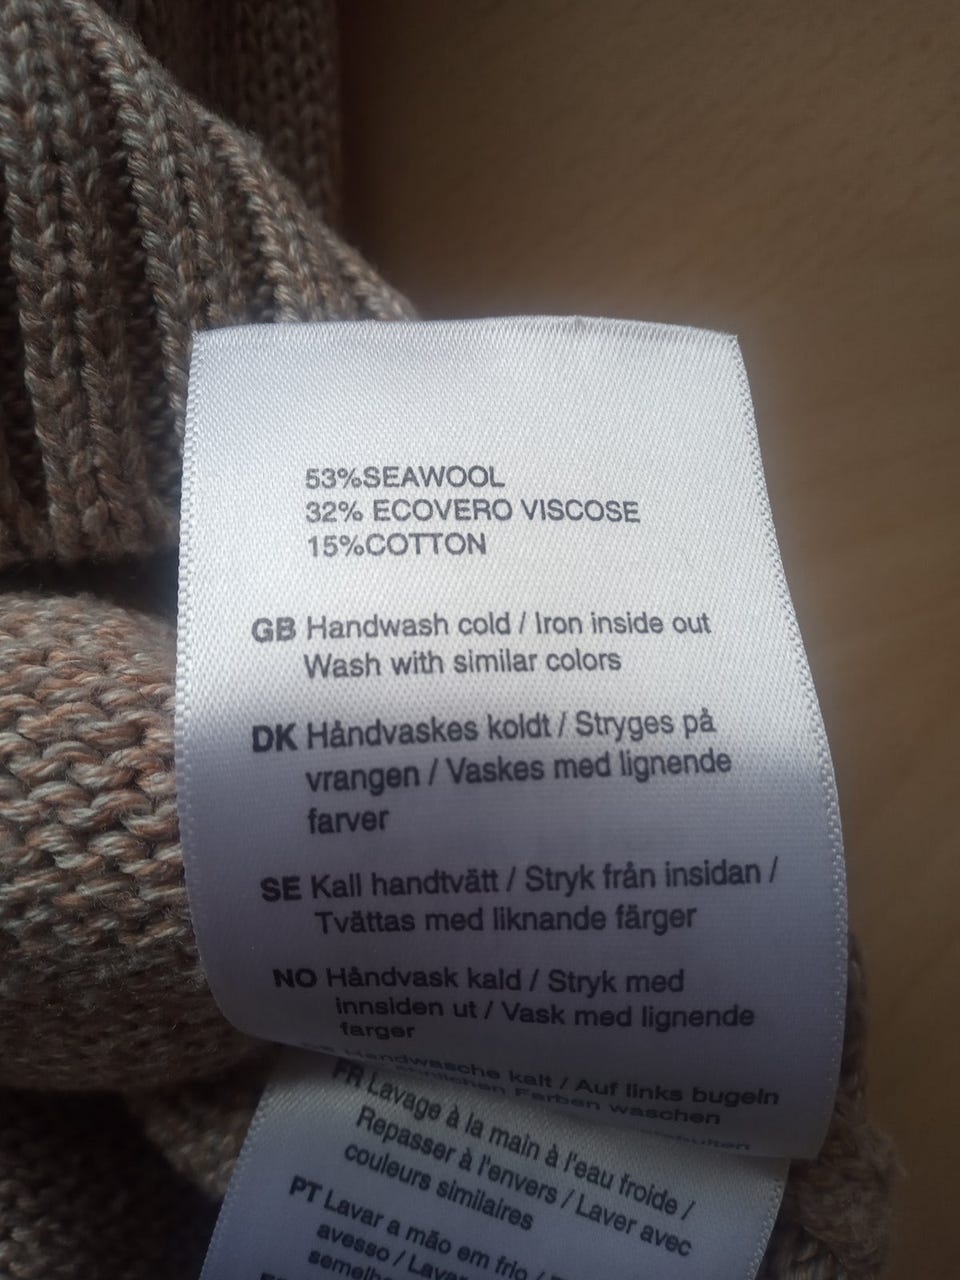 53%SEAWOOL
32% ECOVERO VISCOSE
15%COTTON
GB Handwash cold / Iron inside out
Wash with similar colors
DK Håndvaskes koldt / Stryges på
vrangen / Vaskes med lignende
farver
SE Kall handtvätt / Stryk från insidan /
Tvättas med liknande färger
NO Håndvask kald / Stryk med
innsiden ut / Vask med lignende
farger
Handwasche kalt / Auf links bugeln
Farben waschen
FR Lavage à la main à l'eau froide /
Repasser à l'envers / Laver avec
couleurs similaires
PT Lavar a mão em frio /
avesso /